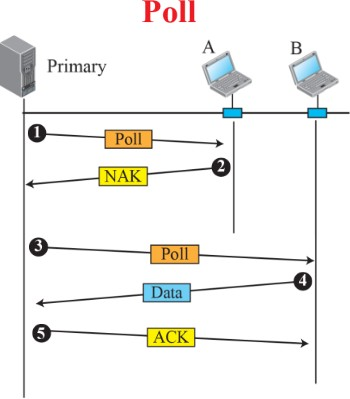 Poll
A B
Primary
1 Poll
2 NAK
3 Poll
4 Data
5 ACK